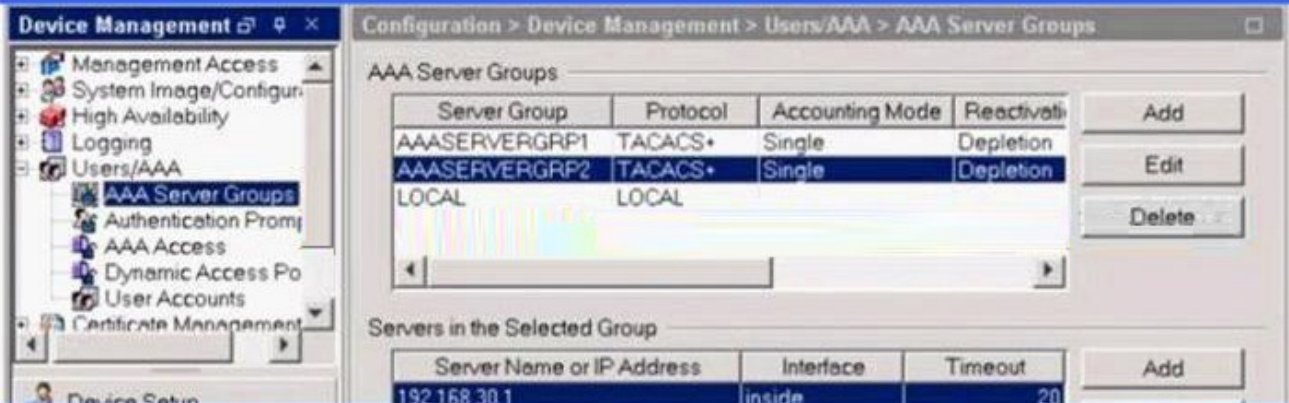 Device Management
Configuration > Device Management > Users/AAA > AAA Server Groups
Management Access
System Image/Configur
High Availability
Logging
Users/AAA
AAA Server Groups
Authentication Promp
AAA Access
Dynamic Access Po
User Accounts
Certificate Management
Device Setup
AAA Server Groups
Server Group Protocol Accounting Mode Reactivati
AAASERVERGRP1 TACACS+ Single Depletion
AAASERVERGRP2 TACACS+ Single Depletion
LOCAL LOCAL
Add
Edit
Delete
Servers in the Selected Group
Server Name or IP Address Interface Timeout
192.168.30.1 inside 20
Add